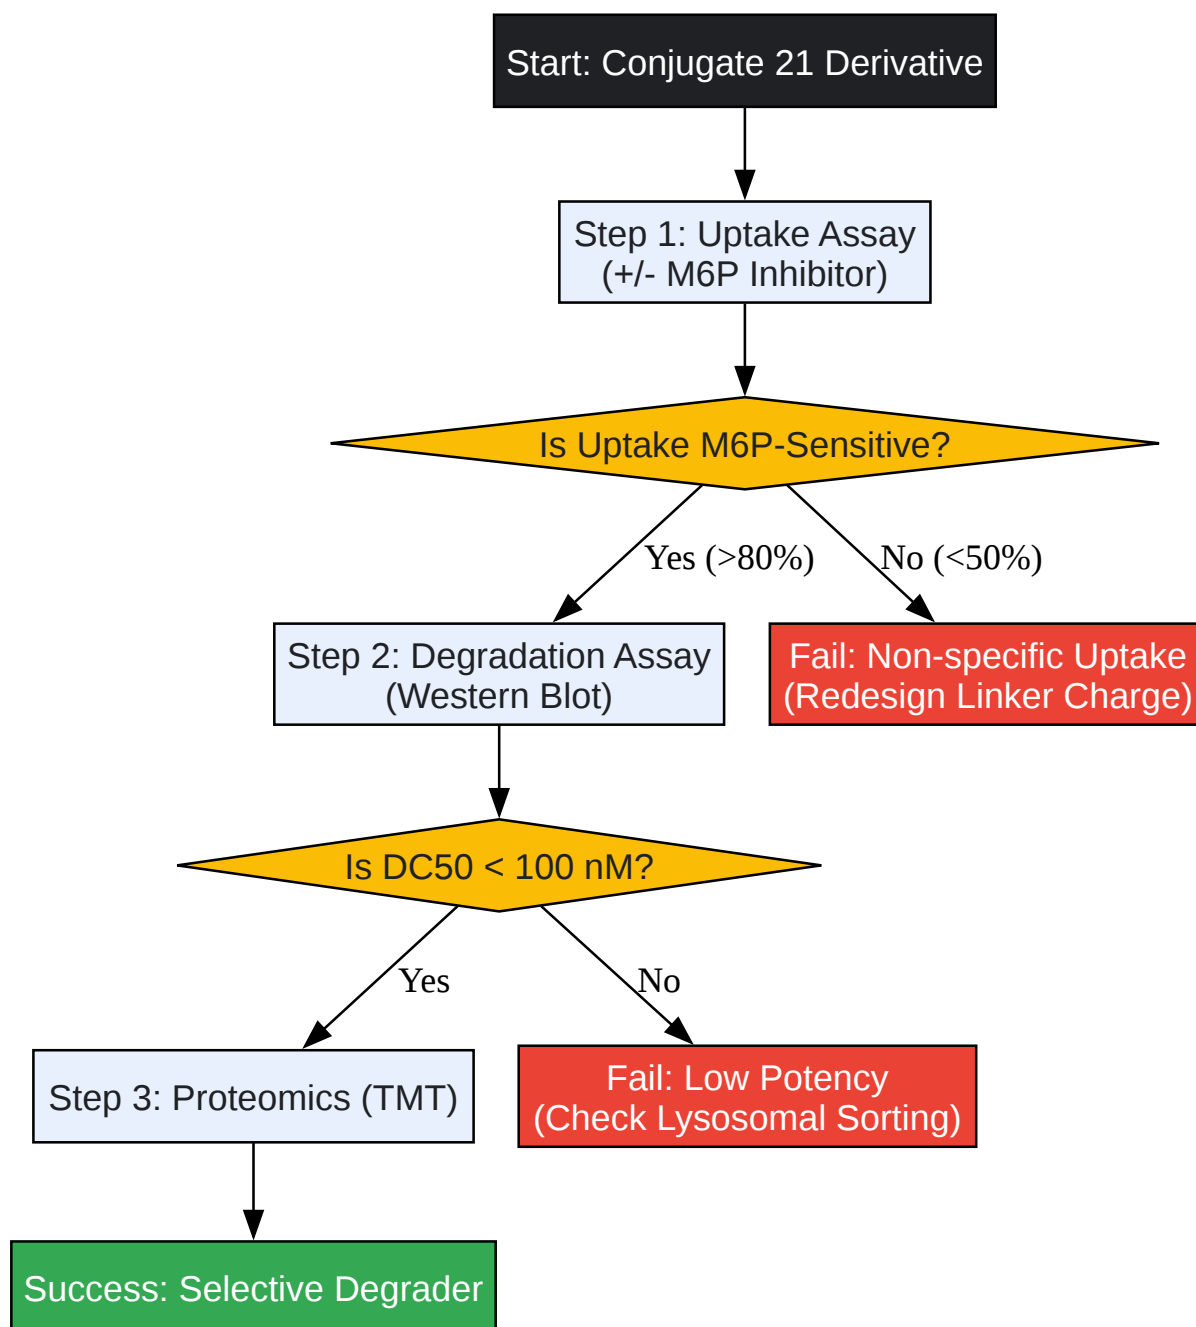 Start: Conjugate 21 Derivative
Step 1: Uptake Assay
(+/- M6P Inhibitor)
Is Uptake M6P-Sensitive?
Yes (>80%)
No (<50%)
Step 2: Degradation Assay
(Western Blot)
Fail: Non-specific Uptake
(Redesign Linker Charge)
Is DC50 < 100 nM?
Yes
No
Step 3: Proteomics (TMT)
Fail: Low Potency
(Check Lysosomal Sorting)
Success: Selective Degrader